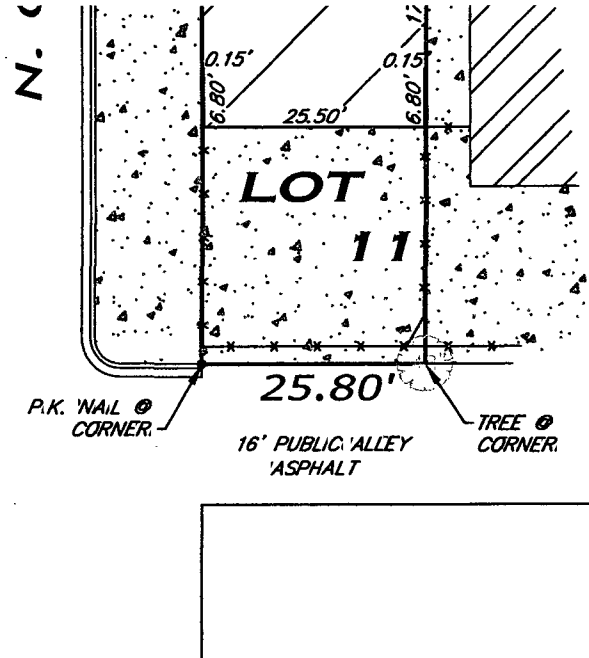 N.
0.15'
0.15'
6.80'
6.80'
25.50'
LOT
11
25.80'
P.K. NAIL @
CORNER
TREE @
CORNER
16' PUBLIC ALLEY
ASPHALT